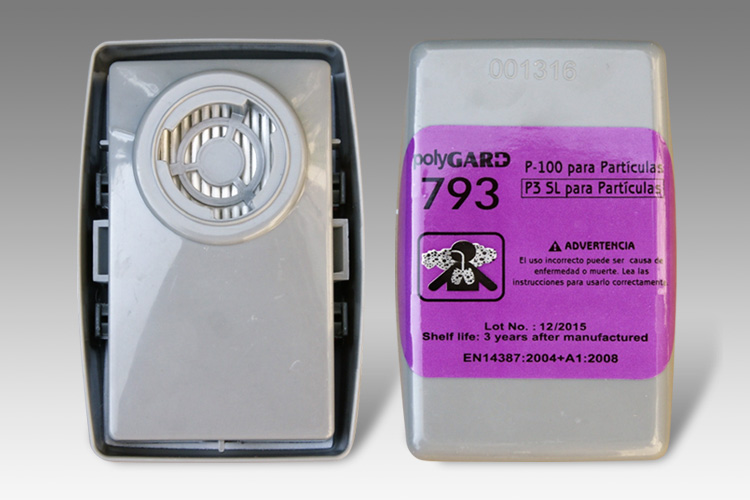 001316
polyGARD
793
P-100 para Partículas
P3 SL para Partículas
ADVERTENCIA
El uso incorrecto puede ser causa de
enfermedad o muerte. Lea las
instrucciones para usarlo correctamente
Lot No. : 12/2015
Shelf life: 3 years after manufactured
EN14387:2004+A1:2008